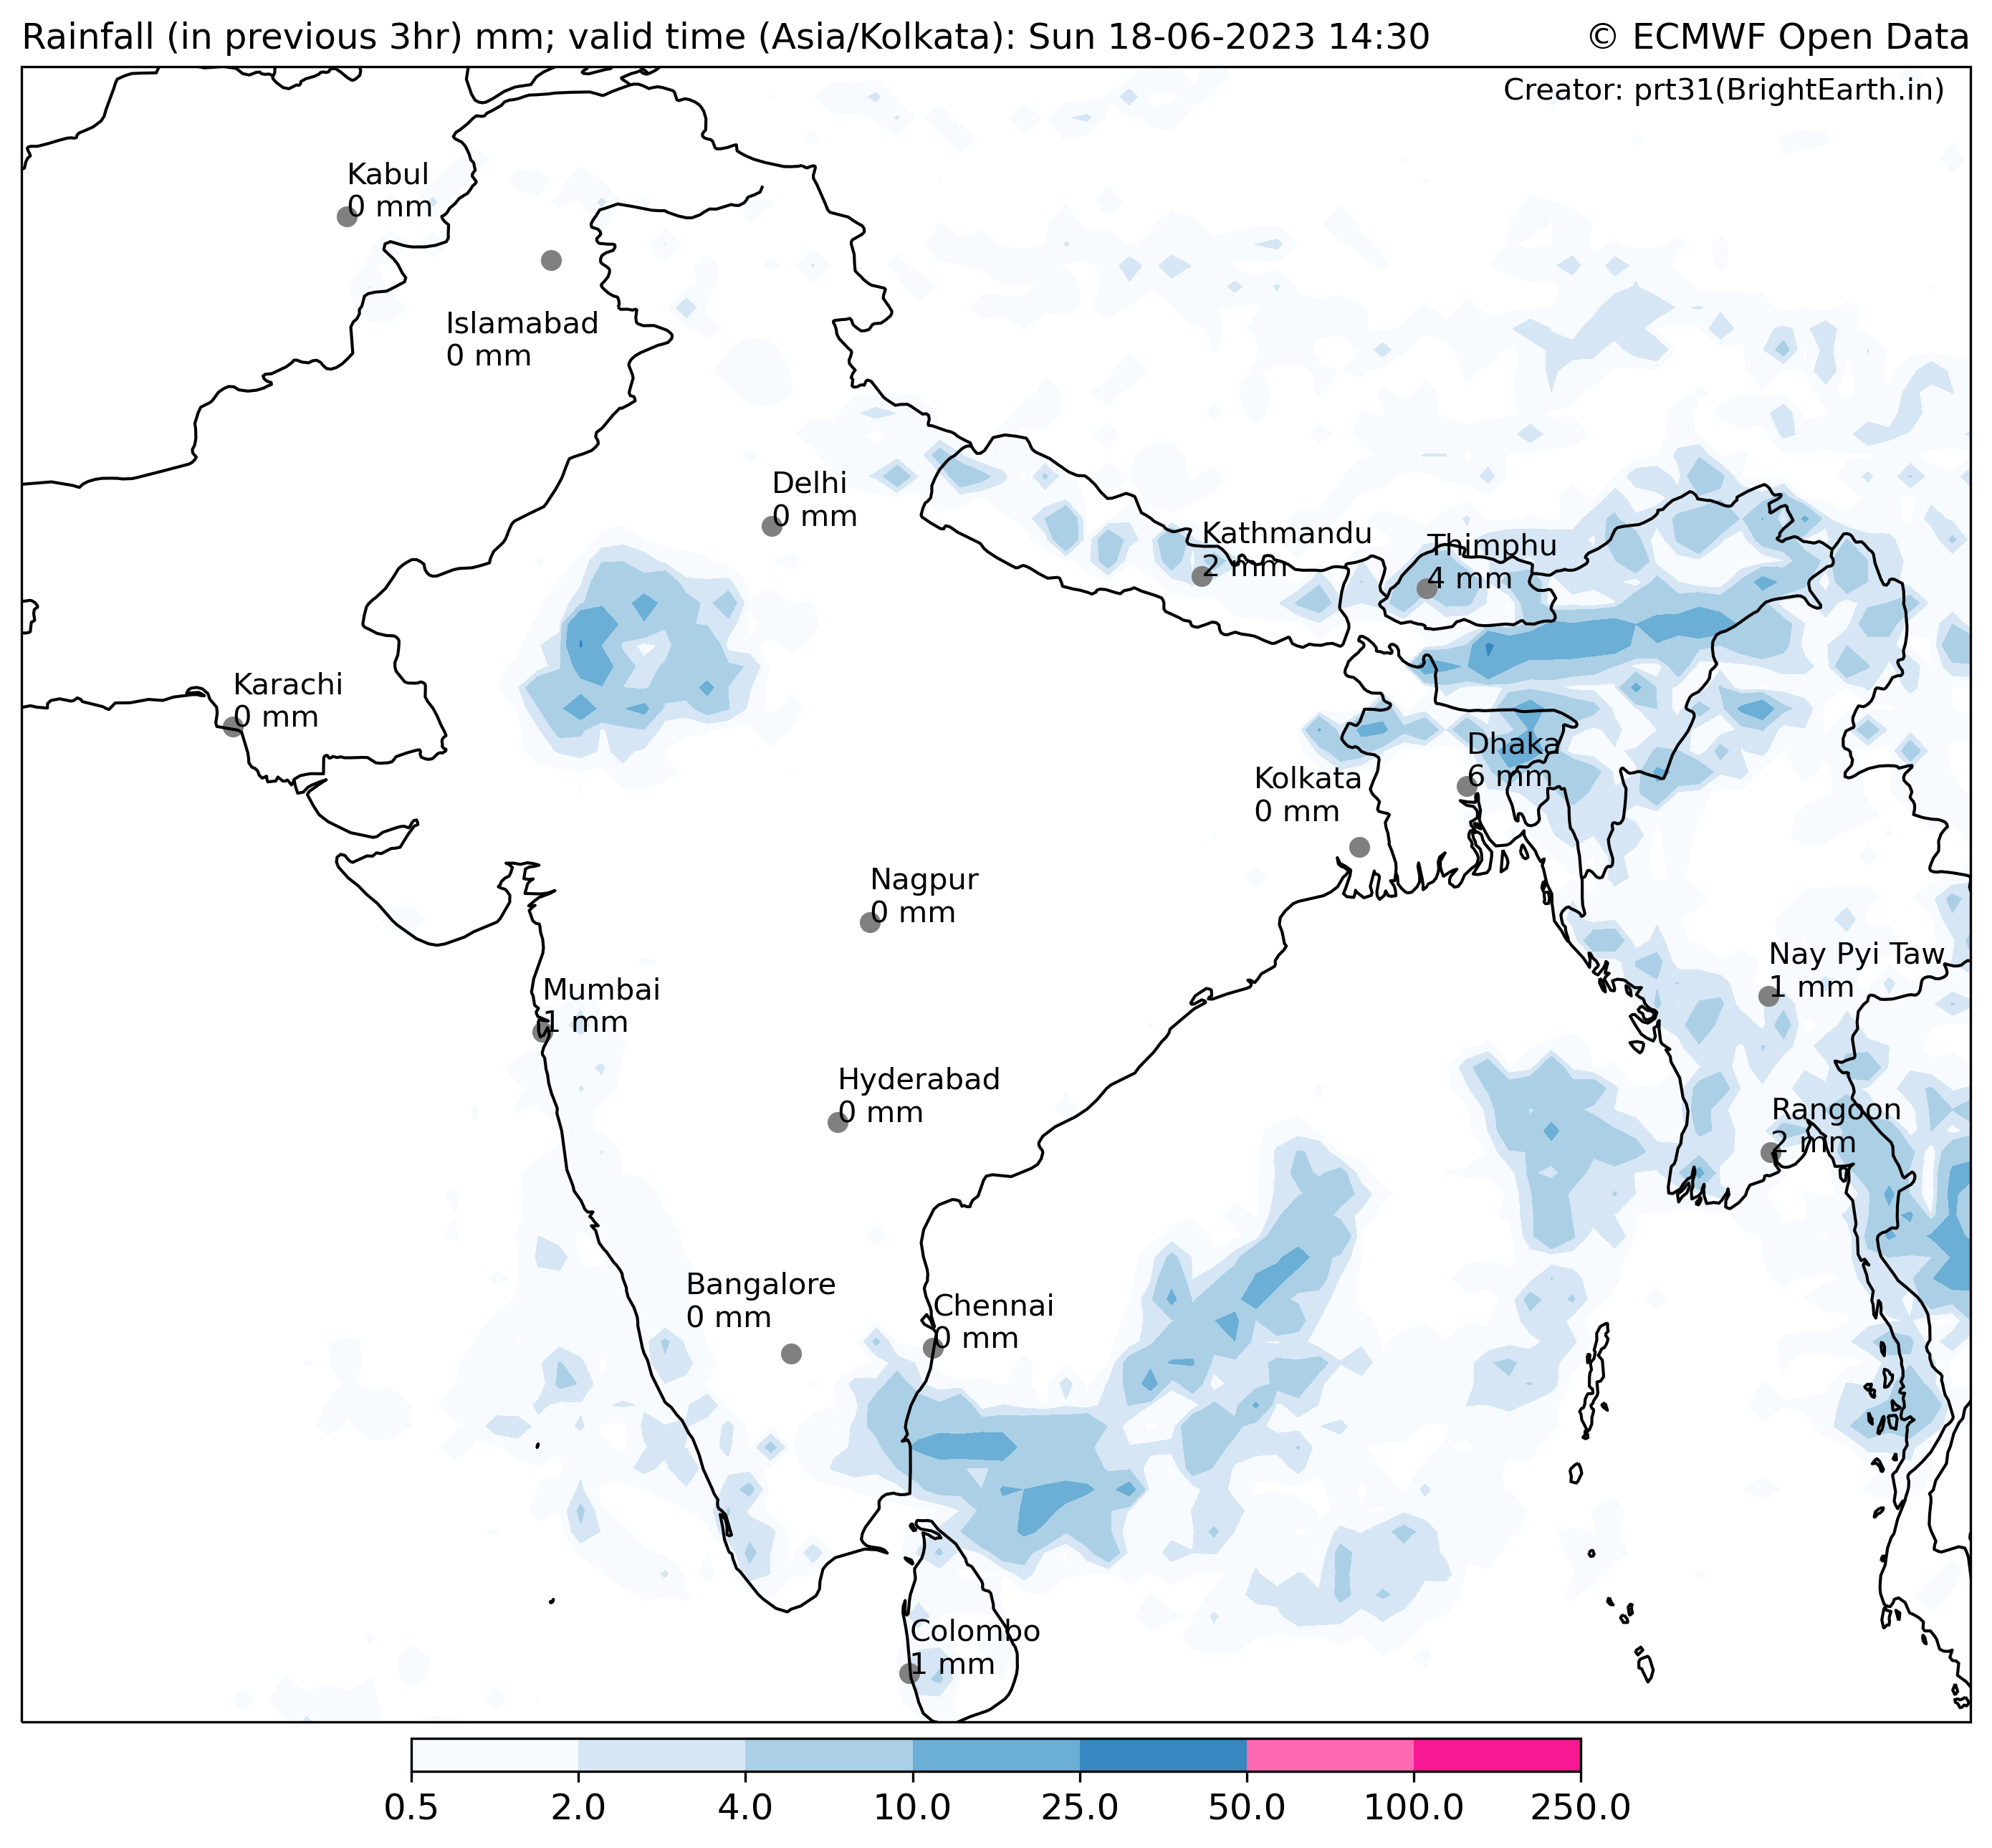 Rainfall (in previous 3hr) mm; valid time (Asia/Kolkata): Sun 18-06-2023 14:30
© ECMWF Open Data
Creator: prt31(BrightEarth.in)
Kabul
0 mm
Islamabad
0 mm
Delhi
0 mm
Kathmandu
2 mm
Thimphu
4 mm
Karachi
0 mm
Dhaka
6 mm
Kolkata
0 mm
Nagpur
0 mm
Nay Pyi Taw
1 mm
Mumbai
1 mm
Hyderabad
0 mm
Rangoon
2 mm
Bangalore
0 mm
Chennai
0 mm
Colombo
1 mm
0.5 2.0 4.0 10.0 25.0 50.0 100.0 250.0